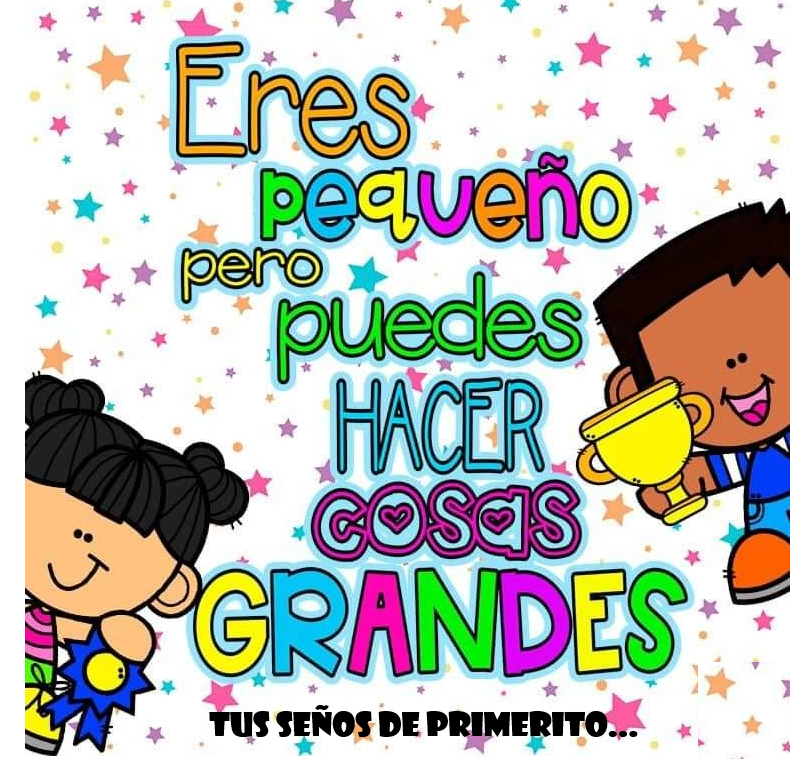 Eres
pequeño
pero
puedes
HACER
cosas
GRANDES
TUS SEÑOS DE PRIMERITO...